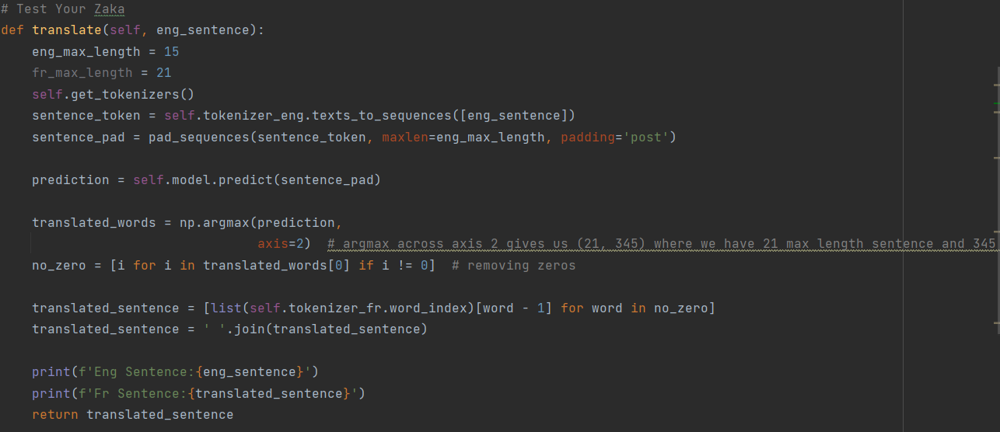 # Test Your Zaka
def translate(self, eng_sentence):
    eng_max_length = 15
    fr_max_length = 21
    self.get_tokenizers()
    sentence_token = self.tokenizer_eng.texts_to_sequences([eng_sentence])
    sentence_pad = pad_sequences(sentence_token, maxlen=eng_max_length, padding='post')
    prediction = self.model.predict(sentence_pad)
    translated_words = np.argmax(prediction,
                                 axis=2)  # argmax across axis 2 gives us (21, 345) where we have 21 max length sentence and 345
    no_zero = [i for i in translated_words[0] if i != 0]  # removing zeros
    translated_sentence = [list(self.tokenizer_fr.word_index)[word - 1] for word in no_zero]
    translated_sentence = ' '.join(translated_sentence)
    print(f'Eng Sentence:{eng_sentence}')
    print(f'Fr Sentence:{translated_sentence}')
    return translated_sentence